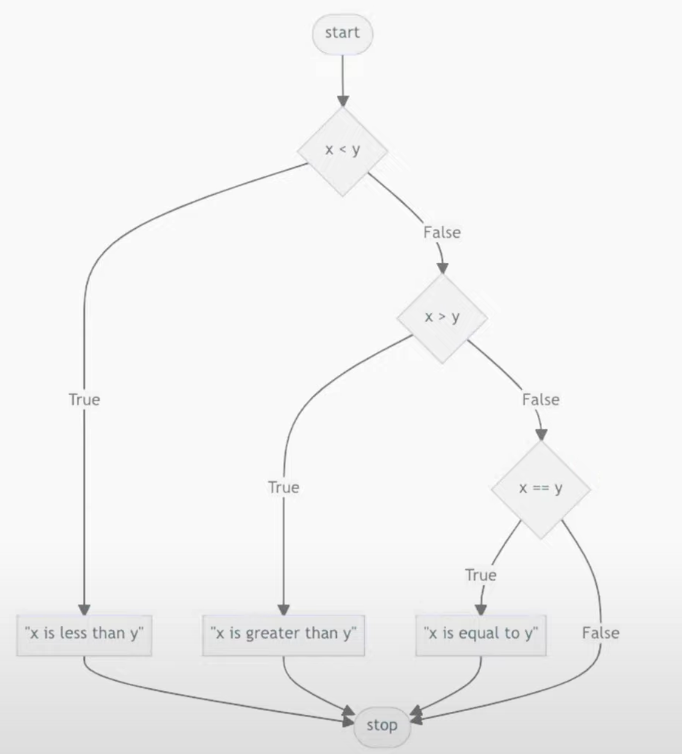 start
x < y
False
x > y
True
False
True
x == y
True
"x is less than y"
"x is greater than y"
"x is equal to y"
False
stop